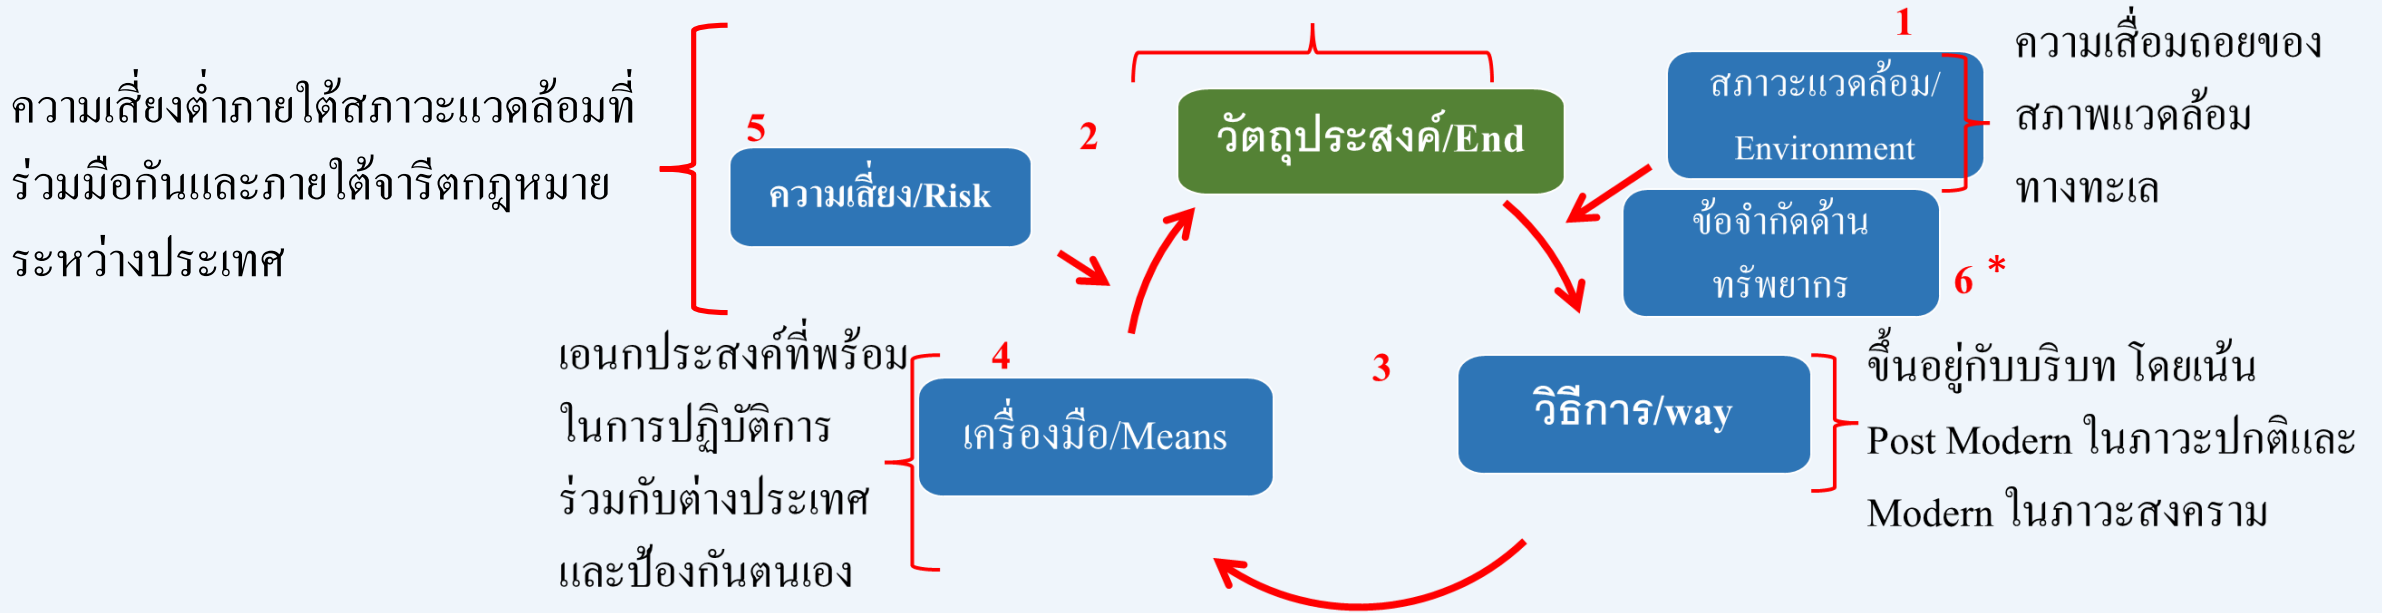 1
ความเสื่อมถอยของ
สภาพแวดล้อม
ทางทะเล
สภาวะแวดล้อม/
Environment
2
วัตถุประสงค์/End
5
ความเสี่ยง/Risk
ความเสี่ยงต่ำภายใต้สภาวะแวดล้อมที่
ร่วมมือกันและภายใต้จารีตกฎหมาย
ระหว่างประเทศ
ข้อจำกัดด้าน
ทรัพยากร
6 *
3
วิธีการ/way
ขึ้นอยู่กับบริบท โดยเน้น
Post Modern ในภาวะปกติและ
Modern ในภาวะสงคราม
4
เครื่องมือ/Means
เอนกประสงค์ที่พร้อม
ในการปฏิบัติการ
ร่วมกับต่างประเทศ
และป้องกันตนเอง